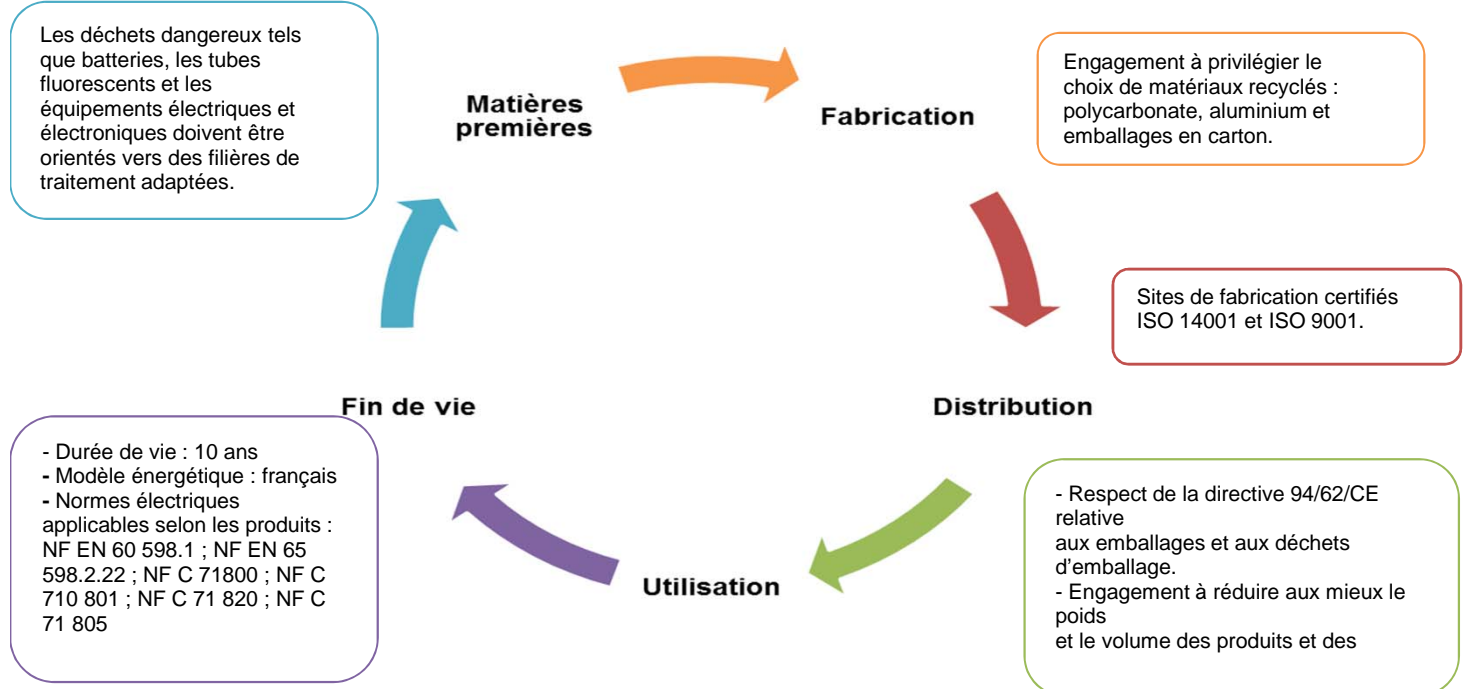 Les déchets dangereux tels
que batteries, les tubes
fluorescents et les
équipements électriques et
électroniques doivent être
orientés vers des filières de
traitement adaptées.
Matières
premières
Fabrication
Engagement à privilégier le
choix de matériaux recyclés :
polycarbonate, aluminium et
emballages en carton.
Sites de fabrication certifiés
ISO 14001 et ISO 9001.
Fin de vie
Distribution
- Durée de vie : 10 ans
- Modèle énergétique : français
- Normes électriques
applicables selon les produits :
NF EN 60 598.1 ; NF EN 65
598.2.22 ; NF C 71800 ; NF C
710 801 ; NF C 71 820 ; NF C
71 805
Utilisation
- Respect de la directive 94/62/CE
relative
aux emballages et aux déchets
d’emballage.
- Engagement à réduire aux mieux le
poids
et le volume des produits et des